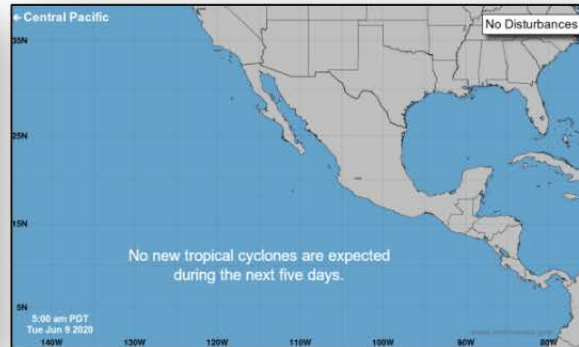 ← Central Pacific
No Disturbances
35N
25N
15N
No new tropical cyclones are expected
during the next five days.
5N
5:00 am PDT
Tue Jun 9 2020
140W 130W 120W 110W 100W 90W 80W